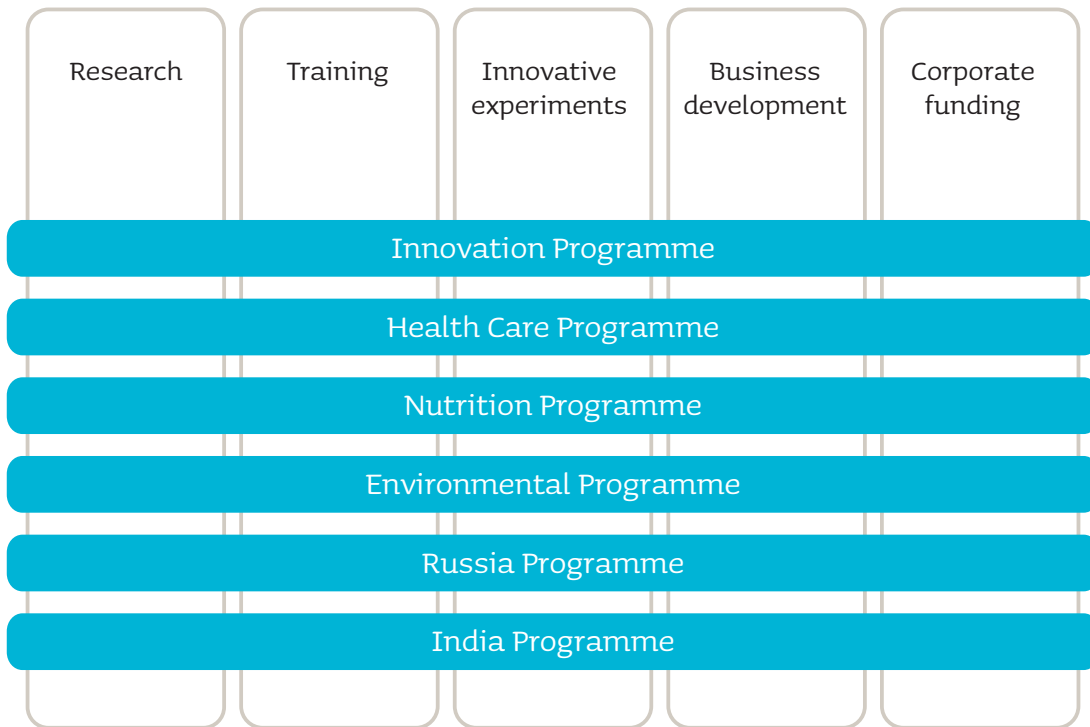 Research
Training
Innovative
experiments
Business
development
Corporate
funding
Innovation Programme
Health Care Programme
Nutrition Programme
Environmental Programme
Russia Programme
India Programme